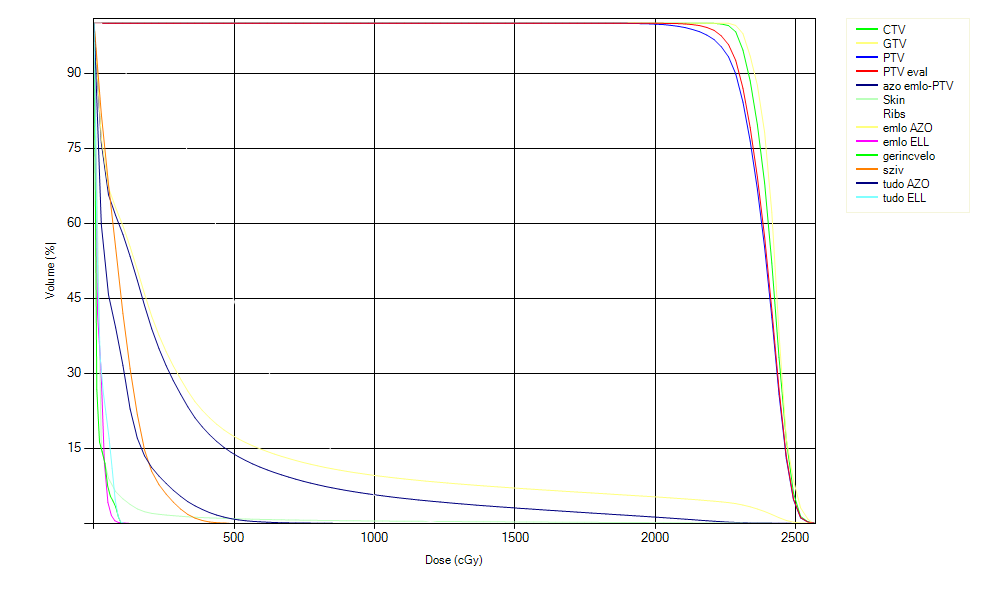 CTV
GTV
PTV
PTV eval
azo emlo-PTV
Skin
Ribs
emlo AZO
emlo ELL
gerincvelo
sziv
tudo AZO
tudo ELL
90
75
60
45
30
15
Volume (%)
500
1000
1500
2000
2500
Dose (cGy)